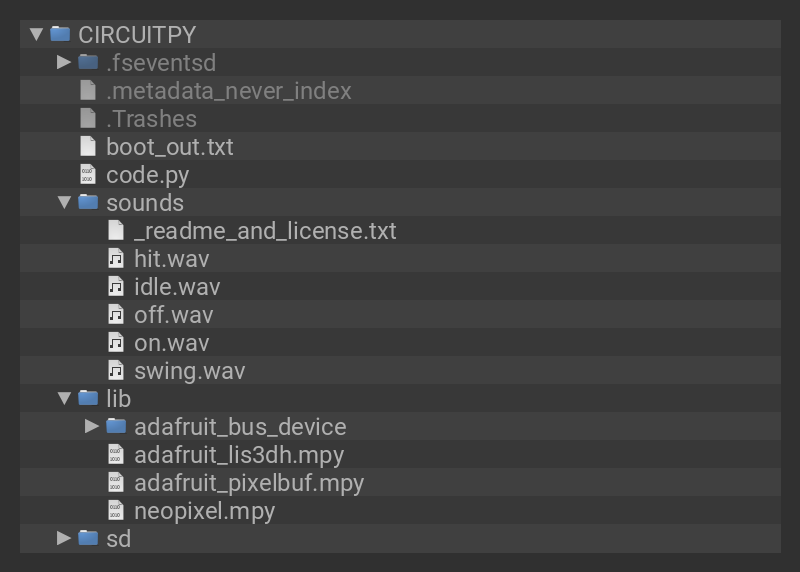 CIRCUITPY
.fseventsd
.metadata_never_index
.Trashes
boot_out.txt
code.py
sounds
_readme_and_license.txt
hit.wav
idle.wav
off.wav
on.wav
swing.wav
lib
adafruit_bus_device
adafruit_lis3dh.mpy
adafruit_pixelbuf.mpy
neopixel.mpy
sd